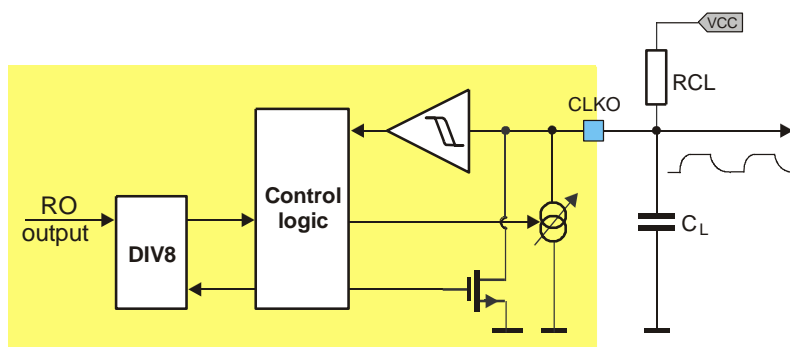 VCC
RCL
CLKO
Control
logic
RO
output
DIV8
CL